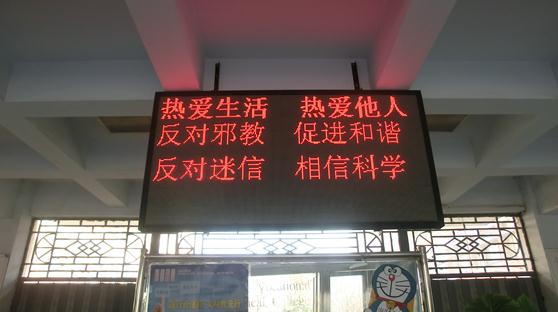 热爱生活 热爱他人
反对邪教 促进和谐
反对迷信 相信科学
Vocational